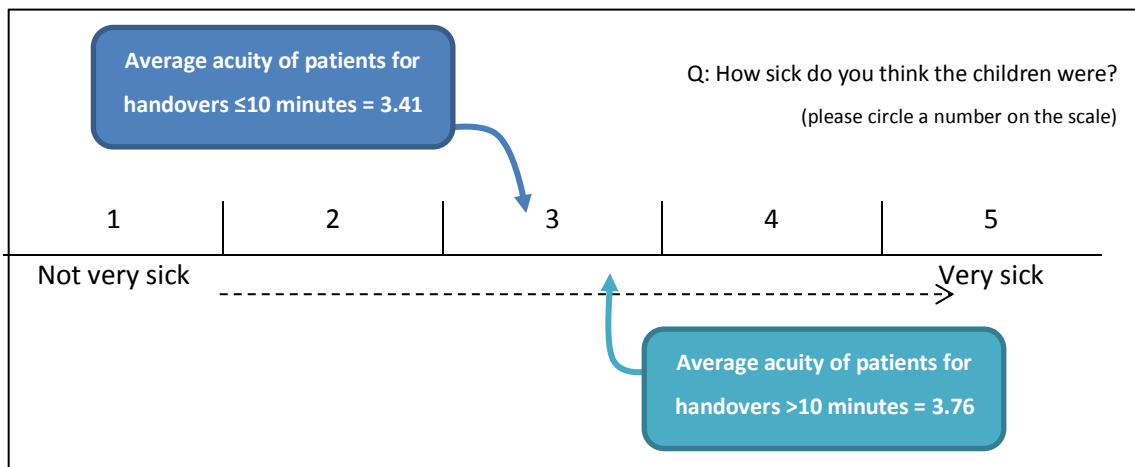 Average acuity of patients for
handovers ≤10 minutes = 3.41
Q: How sick do you think the children were?
(please circle a number on the scale)
1 2 3 4 5
Not very sick Very sick
Average acuity of patients for
handovers >10 minutes = 3.76